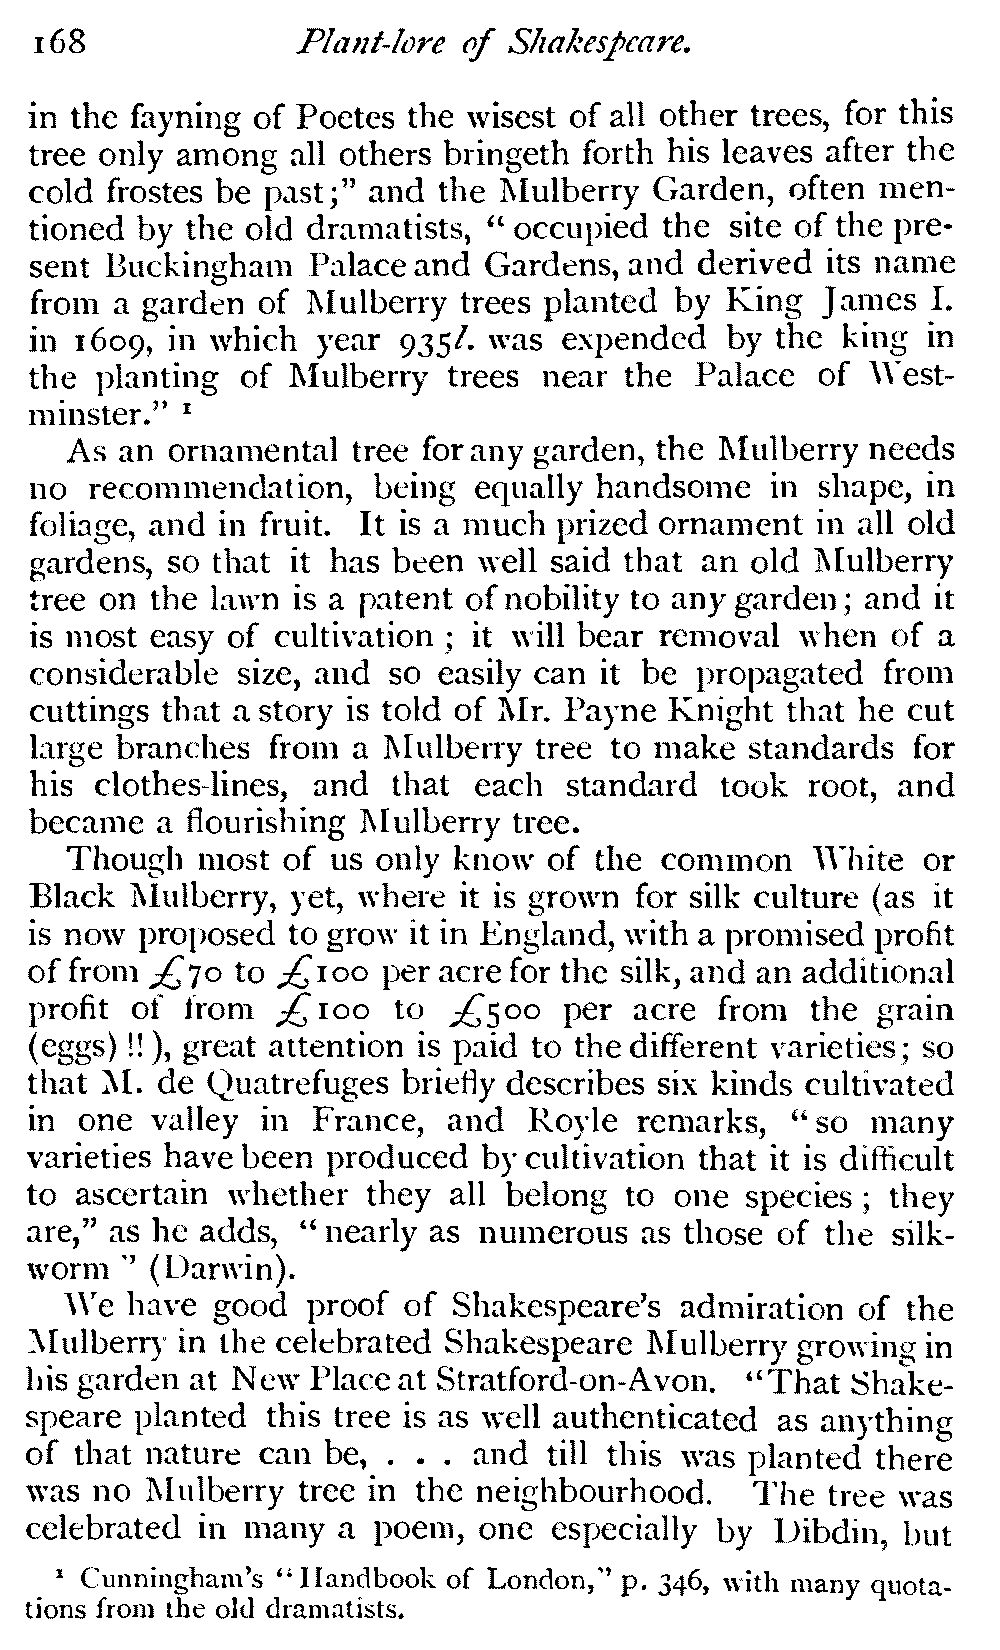 168 Plant-lore of Shakespeare.
in the fayning of Poetes the wisest of all other trees, for this
tree only among all others bringeth forth his leaves after the
cold frostes be past;" and the Mulberry Garden, often men-
tioned by the old dramatists, "occupied the site of the pre-
sent Buckingham Palace and Gardens, and derived its name
from a garden of Mulberry trees planted by King James I.
in 1609, in which year 935l. was expended by the king in
the planting of Mulberry trees near the Palace of West-
minster." 1
As an ornamental tree for any garden, the Mulberry needs
no recommendation, being equally handsome in shape, in
foliage, and in fruit. It is a much prized ornament in all old
gardens, so that it has been well said that an old Mulberry
tree on the lawn is a patent of nobility to any garden; and it
is most easy of cultivation; it will bear removal when of a
considerable size, and so easily can it be propagated from
cuttings that a story is told of Mr. Payne Knight that he cut
large branches from a Mulberry tree to make standards for
his clothes-lines, and that each standard took root, and
became a flourishing Mulberry tree.
Though most of us only know of the common White or
Black Mulberry, yet, where it is grown for silk culture (as it
is now proposed to grow it in England, with a promised profit
of from £70 to £100 per acre for the silk, and an additional
profit of from £100 to £500 per acre from the grain
(eggs)!!), great attention is paid to the different varieties; so
that M. de Quatrefuges briefly describes six kinds cultivated
in one valley in France, and Royle remarks, "so many
varieties have been produced by cultivation that it is difficult
to ascertain whether they all belong to one species; they
are," as he adds, "nearly as numerous as those of the silk-
worm" (Darwin).
We have good proof of Shakespeare's admiration of the
Mulberry in the celebrated Shakespeare Mulberry growing in
his garden at New Place at Stratford-on-Avon. "That Shake-
speare planted this tree is as well authenticated as anything
of that nature can be, . . . and till this was planted there
was no Mulberry tree in the neighbourhood. The tree was
celebrated in many a poem, one especially by Dibdin, but
1 Cunningham's "Handbook of London," p. 346, with many quota-
tions from the old dramatists.